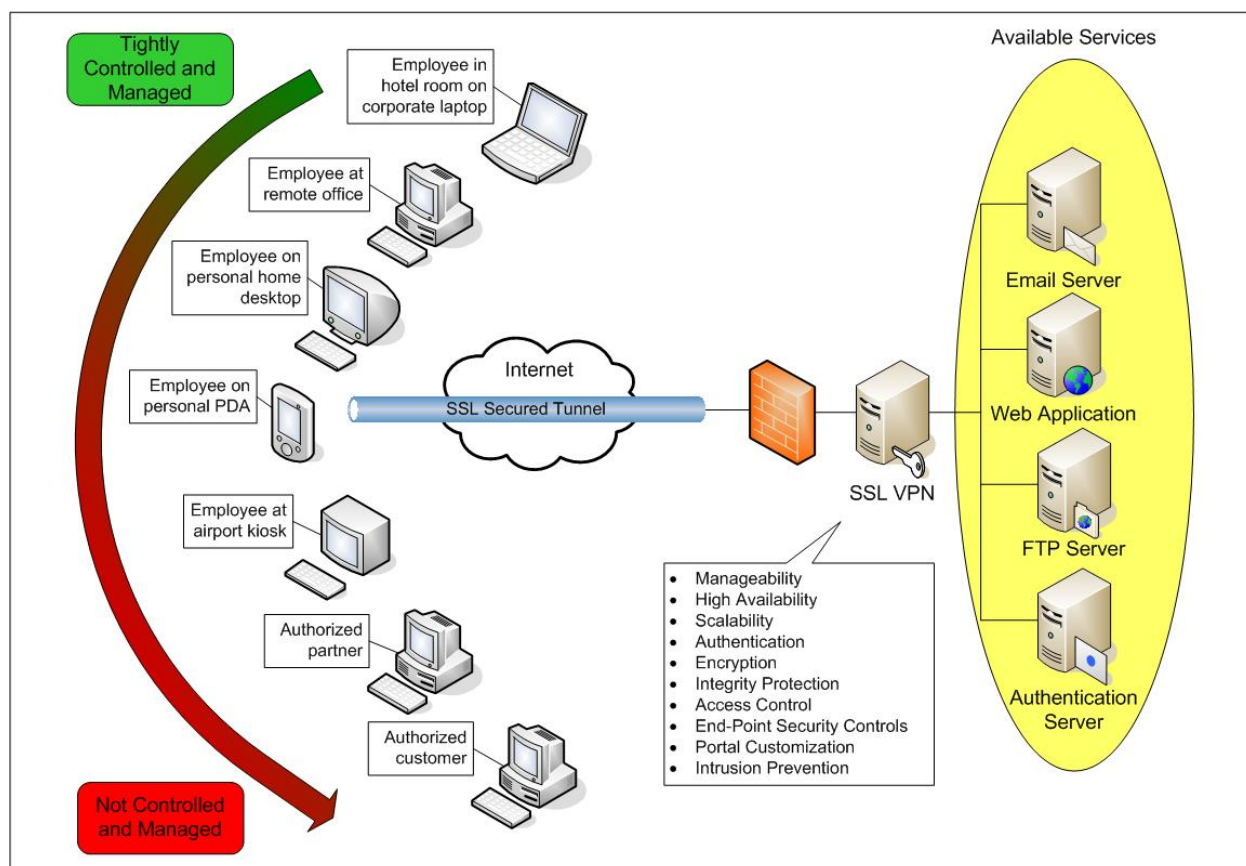 Tightly
Controlled and
Managed
Employee in
hotel room on
corporate laptop
Employee at
remote office
Employee on
personal home
desktop
Employee on
personal PDA
Employee at
airport kiosk
Authorized
partner
Authorized
customer
Not Controlled
and Managed
Internet
SSL Secured Tunnel
SSL VPN
• Manageability
• High Availability
• Scalability
• Authentication
• Encryption
• Integrity Protection
• Access Control
• End-Point Security Controls
• Portal Customization
• Intrusion Prevention
Available Services
Email Server
Web Application
FTP Server
Authentication
Server